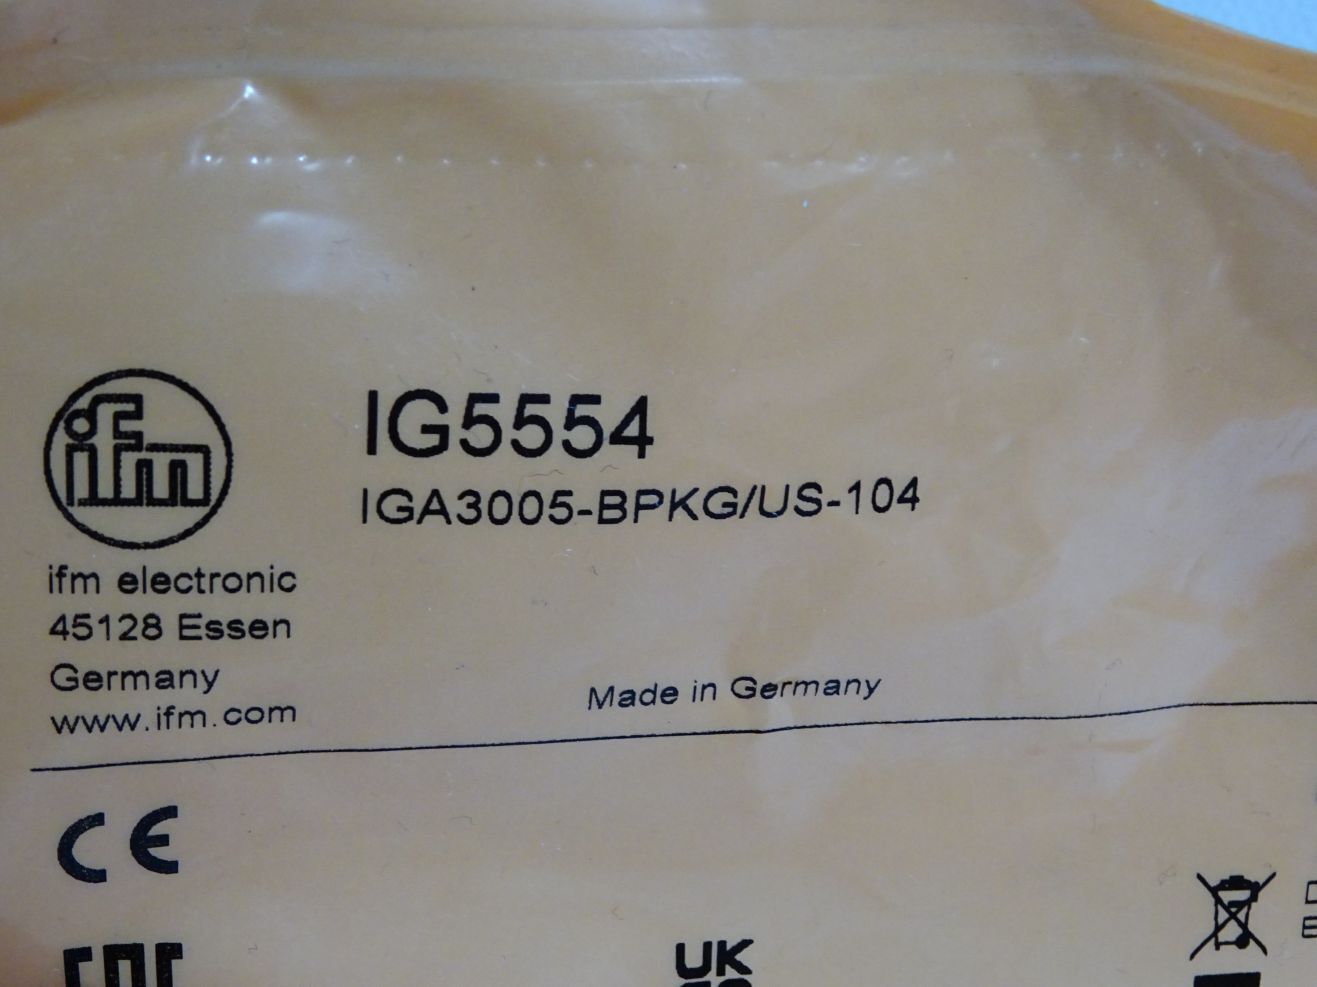 ifm
IG5554
IGA3005-BPKG/US-104
ifm electronic
45128 Essen
Germany
www.ifm.com
Made in Germany
CE
EAC
UK